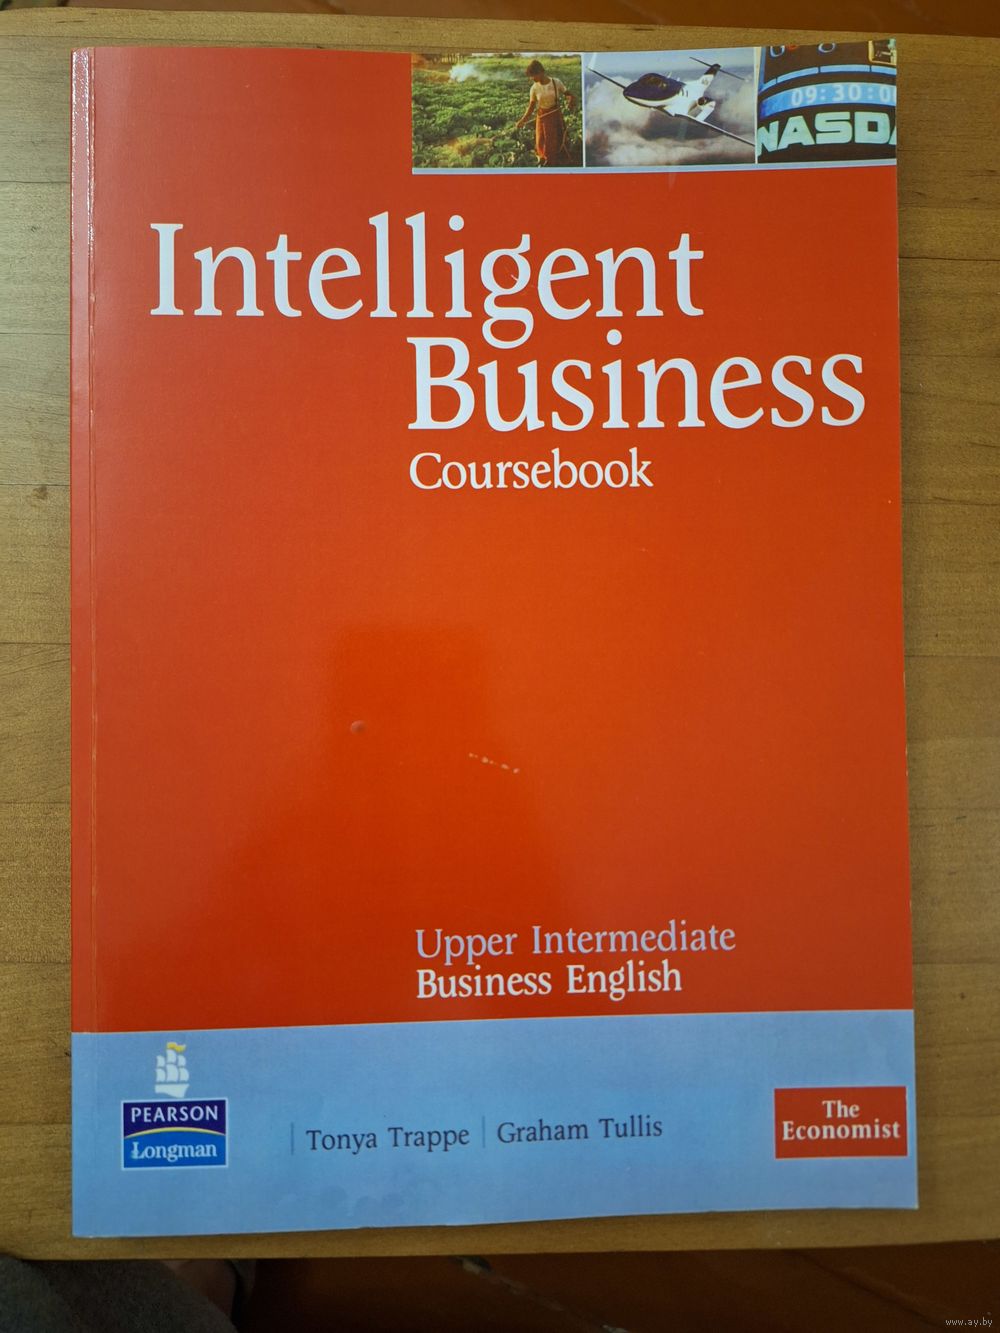 09:30:0
NASDA
Intelligent
Business
Coursebook
Upper Intermediate
Business English
PEARSON
Longman
Tonya Trappe
Graham Tullis
The
Economist
www.ay.by